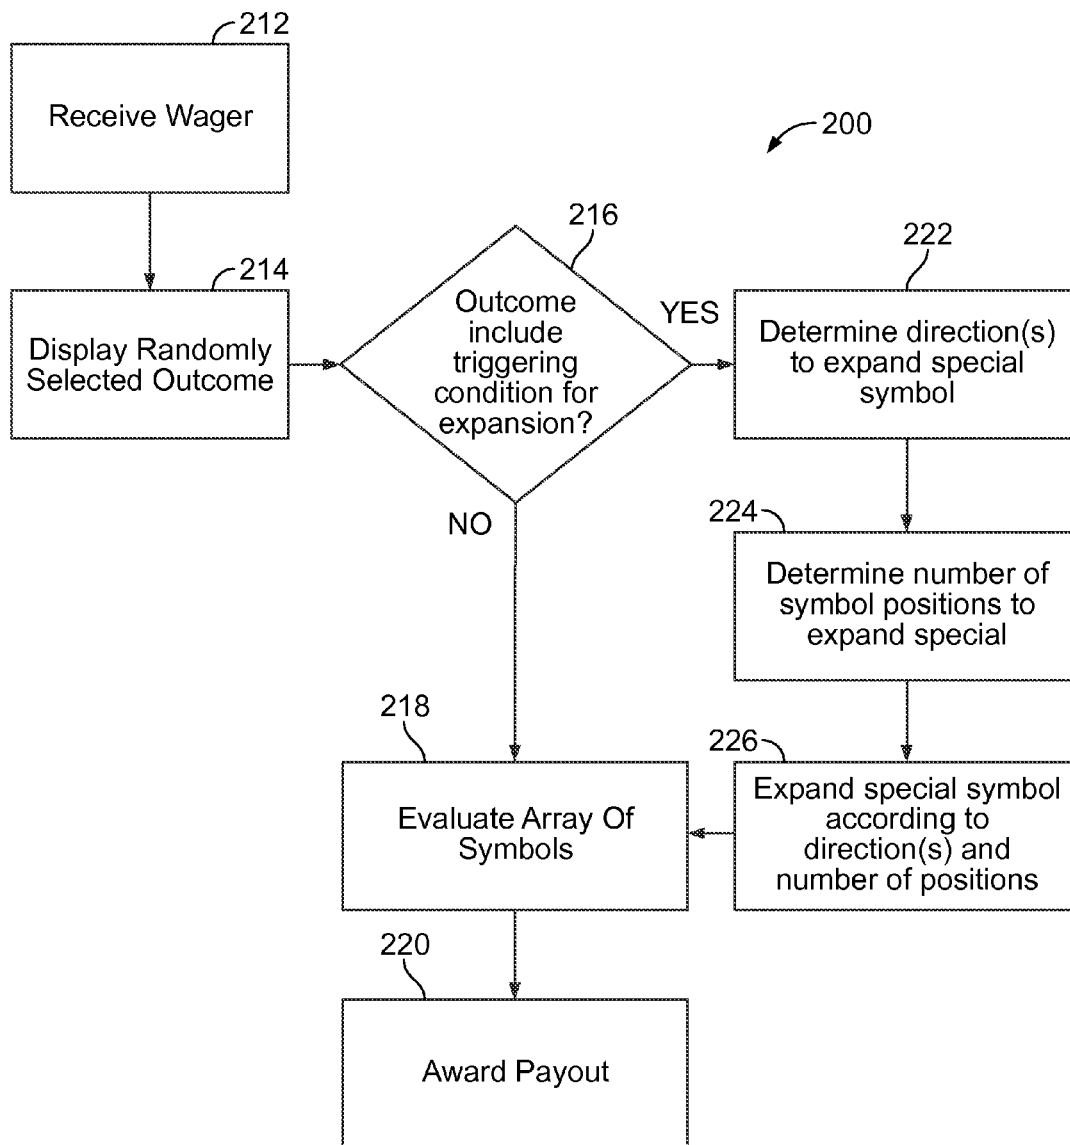 212
Receive Wager
200
214
Display Randomly
Selected Outcome
216
Outcome
include
triggering
condition for
expansion?
YES
NO
222
Determine direction(s)
to expand special
symbol
224
Determine number of
symbol positions to
expand special
226
Expand special symbol
according to
direction(s) and
number of positions
218
Evaluate Array Of
Symbols
220
Award Payout